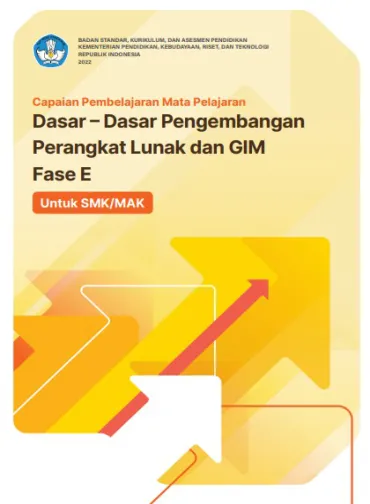 BADAN STANDAR, KURIKULUM, DAN ASESMEN PENDIDIKAN
KEMENTERIAN PENDIDIKAN, KEBUDAYAAN, RISET, DAN TEKNOLOGI
REPUBLIK INDONESIA
2022
Capaian Pembelajaran Mata Pelajaran
Dasar – Dasar Pengembangan
Perangkat Lunak dan GIM
Fase E
Untuk SMK/MAK